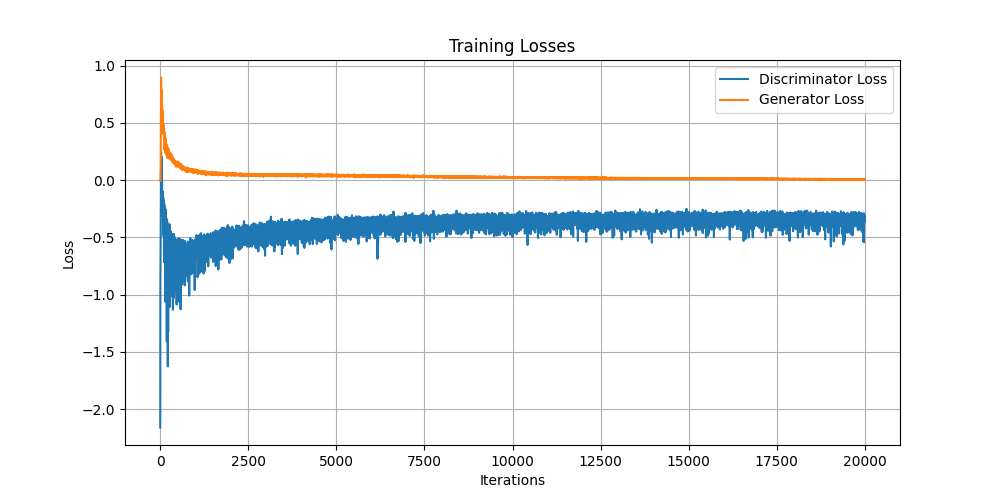 Training Losses
Discriminator Loss
Generator Loss
1.0
0.5
0.0
−0.5
−1.0
−1.5
−2.0
Loss
0 2500 5000 7500 10000 12500 15000 17500 20000
Iterations